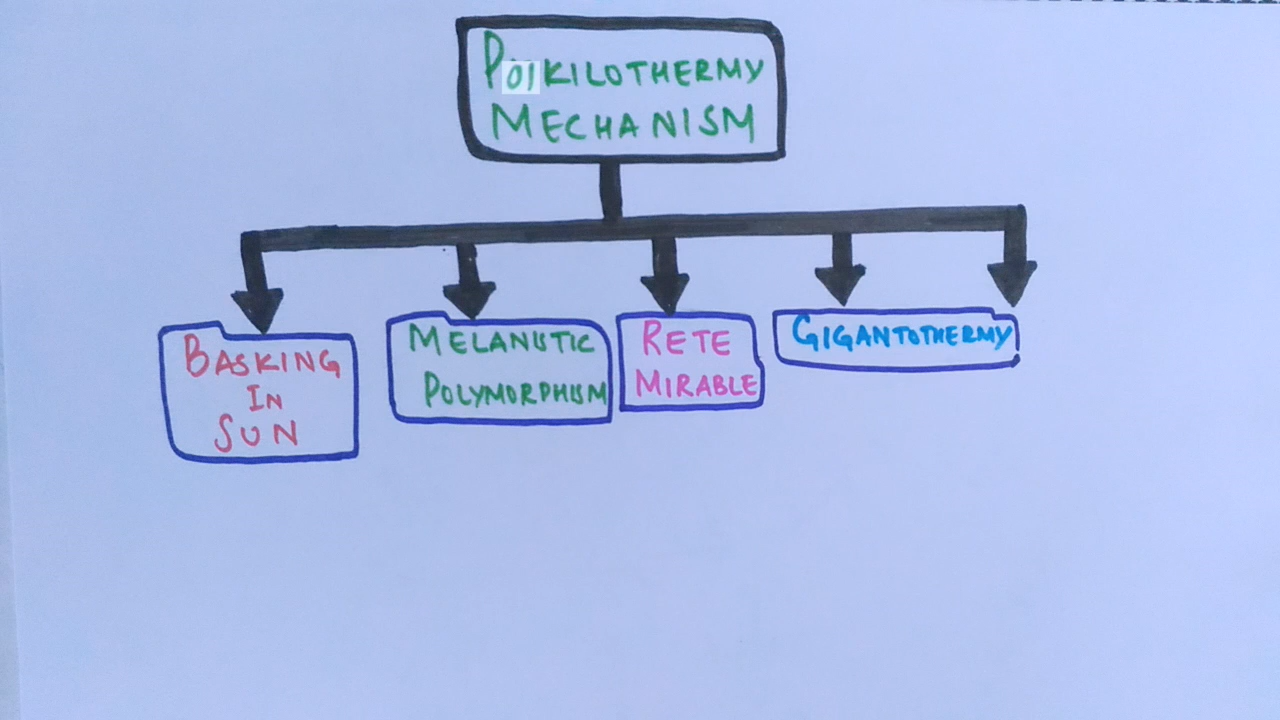 POIKILOTHERMY
MECHANISM
BASKING
IN
SUN
MELANISTIC
POLYMORPHISM
RETE
MIRABLE
GIGANTOTHERMY